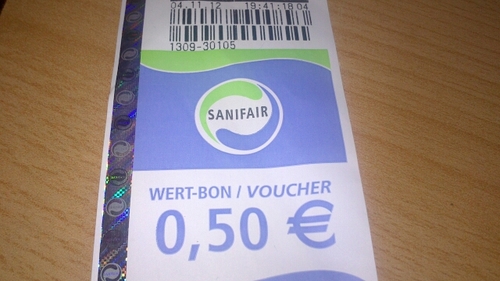 04.11.12 19:41:18 04
1309-30105
SANIFAIR
WERT-BON / VOUCHER
0,50 €